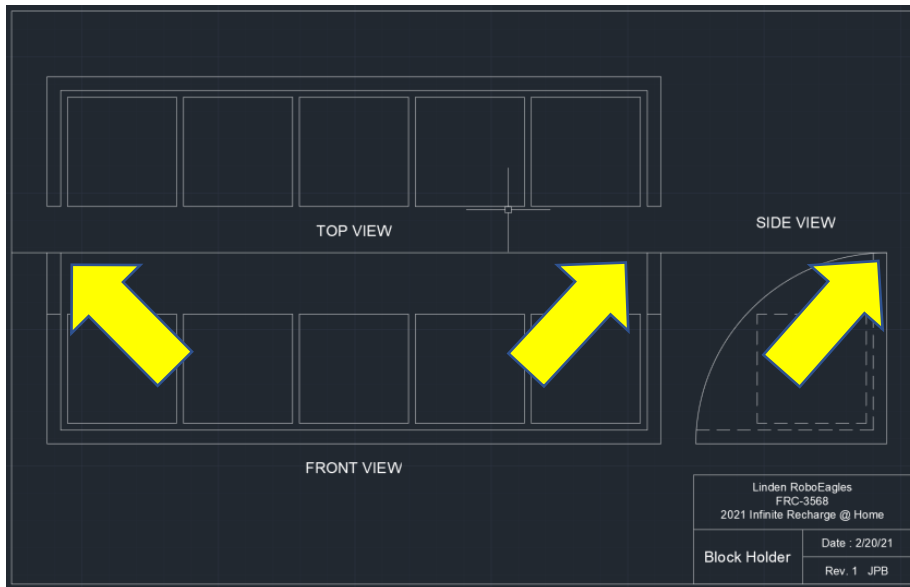 TOP VIEW
SIDE VIEW
FRONT VIEW
Linden RoboEagles
FRC-3568
2021 Infinite Recharge @ Home
Block Holder
Date : 2/20/21
Rev. 1 JPB